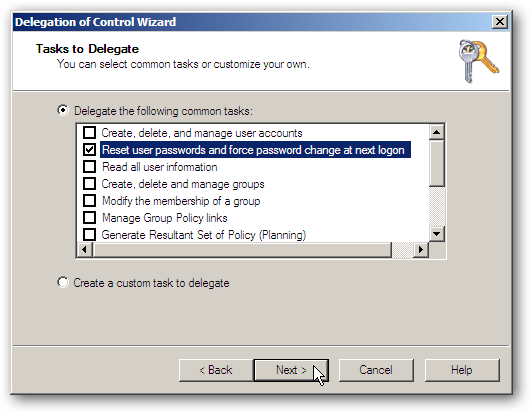 Delegation of Control Wizard
Tasks to Delegate
You can select common tasks or customize your own.
Delegate the following common tasks:
Create, delete, and manage user accounts
Reset user passwords and force password change at next logon
Read all user information
Create, delete and manage groups
Modify the membership of a group
Manage Group Policy links
Generate Resultant Set of Policy (Planning)
Create a custom task to delegate
< Back Next > Cancel Help